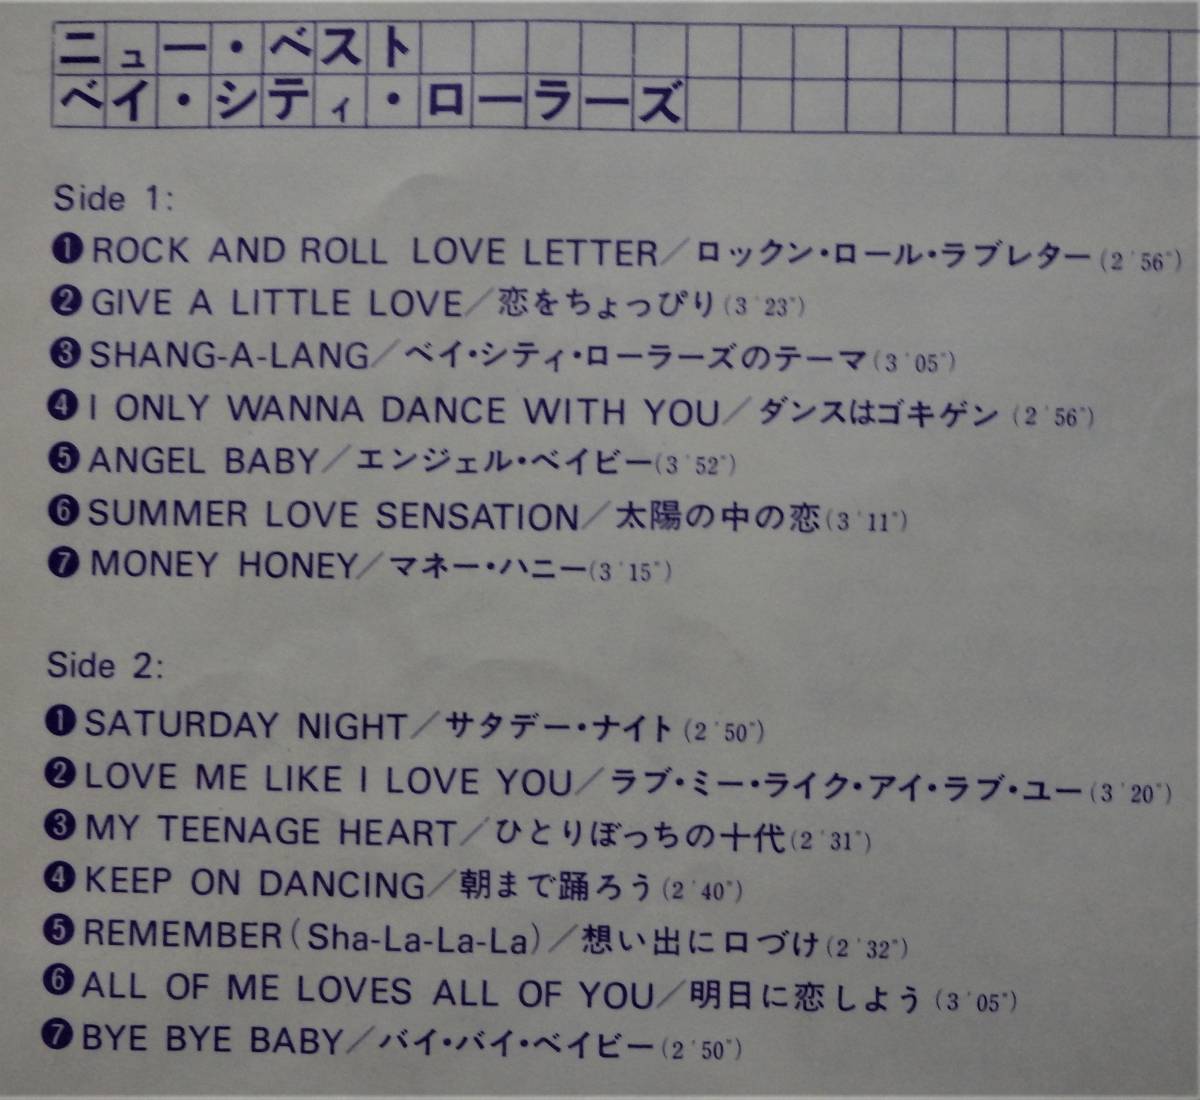 ニュー・ベスト
ベイ・シティ・ローラーズ
Side 1:
❶ROCK AND ROLL LOVE LETTER／ロックン・ロール・ラブレター(2′56″)
❷GIVE A LITTLE LOVE／恋をちょっぴり(3′23″)
❸SHANG-A-LANG／ベイ・シティ・ローラーズのテーマ(3′05″)
❹I ONLY WANNA DANCE WITH YOU／ダンスはゴキゲン(2′56″)
❺ANGEL BABY／エンジェル・ベイビー(3′52″)
❻SUMMER LOVE SENSATION／太陽の中の恋(3′11″)
❼MONEY HONEY／マネー・ハニー(3′15″)
Side 2:
❶SATURDAY NIGHT／サタデー・ナイト(2′50″)
❷LOVE ME LIKE I LOVE YOU／ラブ・ミー・ライク・アイ・ラブ・ユー(3′20″)
❸MY TEENAGE HEART／ひとりぼっちの十代(2′31″)
❹KEEP ON DANCING／朝まで踊ろう(2′40″)
❺REMEMBER(Sha-La-La-La)／想い出に口づけ(2′32″)
❻ALL OF ME LOVES ALL OF YOU／明日に恋しよう(3′05″)
❼BYE BYE BABY／バイ・バイ・ベイビー(2′50″)